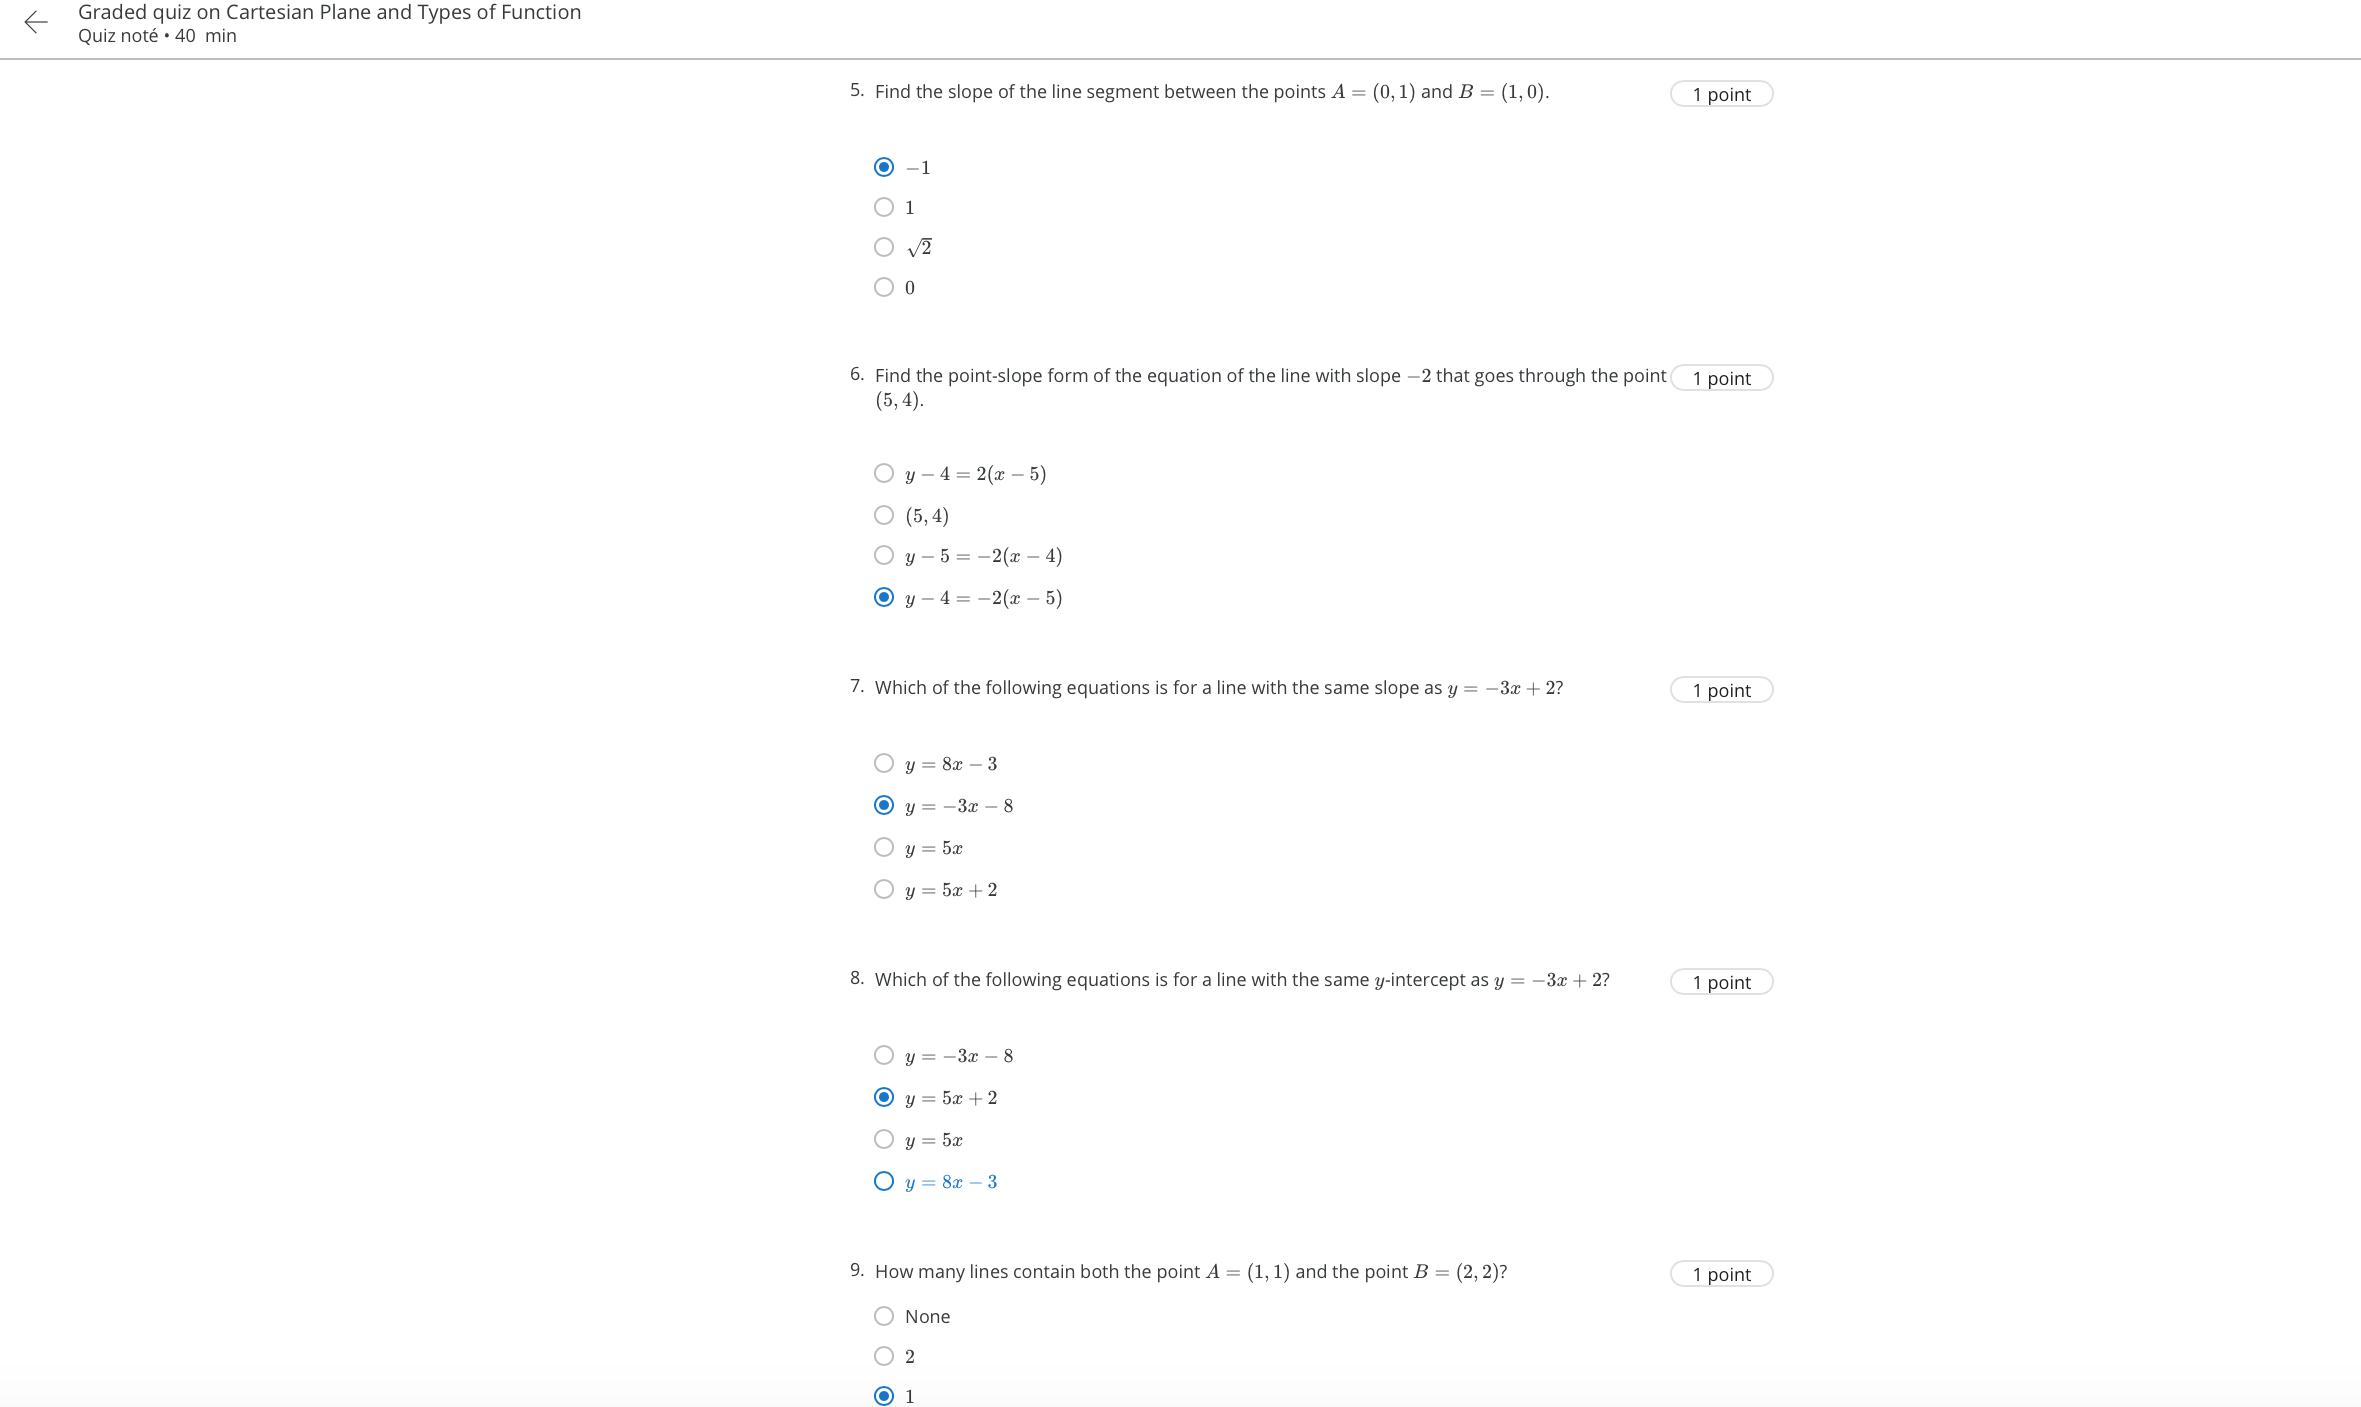 Graded quiz on Cartesian Plane and Types of Function
Quiz noté • 40 min
5. Find the slope of the line segment between the points A = (0, 1) and B = (1, 0).
1 point
−1
1
√2
0
6. Find the point-slope form of the equation of the line with slope −2 that goes through the point
(5, 4).
1 point
y − 4 = 2(x − 5)
(5, 4)
y − 5 = −2(x − 4)
y − 4 = −2(x − 5)
7. Which of the following equations is for a line with the same slope as y = −3x + 2?
1 point
y = 8x − 3
y = −3x − 8
y = 5x
y = 5x + 2
8. Which of the following equations is for a line with the same y-intercept as y = −3x + 2?
1 point
y = −3x − 8
y = 5x + 2
y = 5x
y = 8x − 3
9. How many lines contain both the point A = (1, 1) and the point B = (2, 2)?
1 point
None
2
1